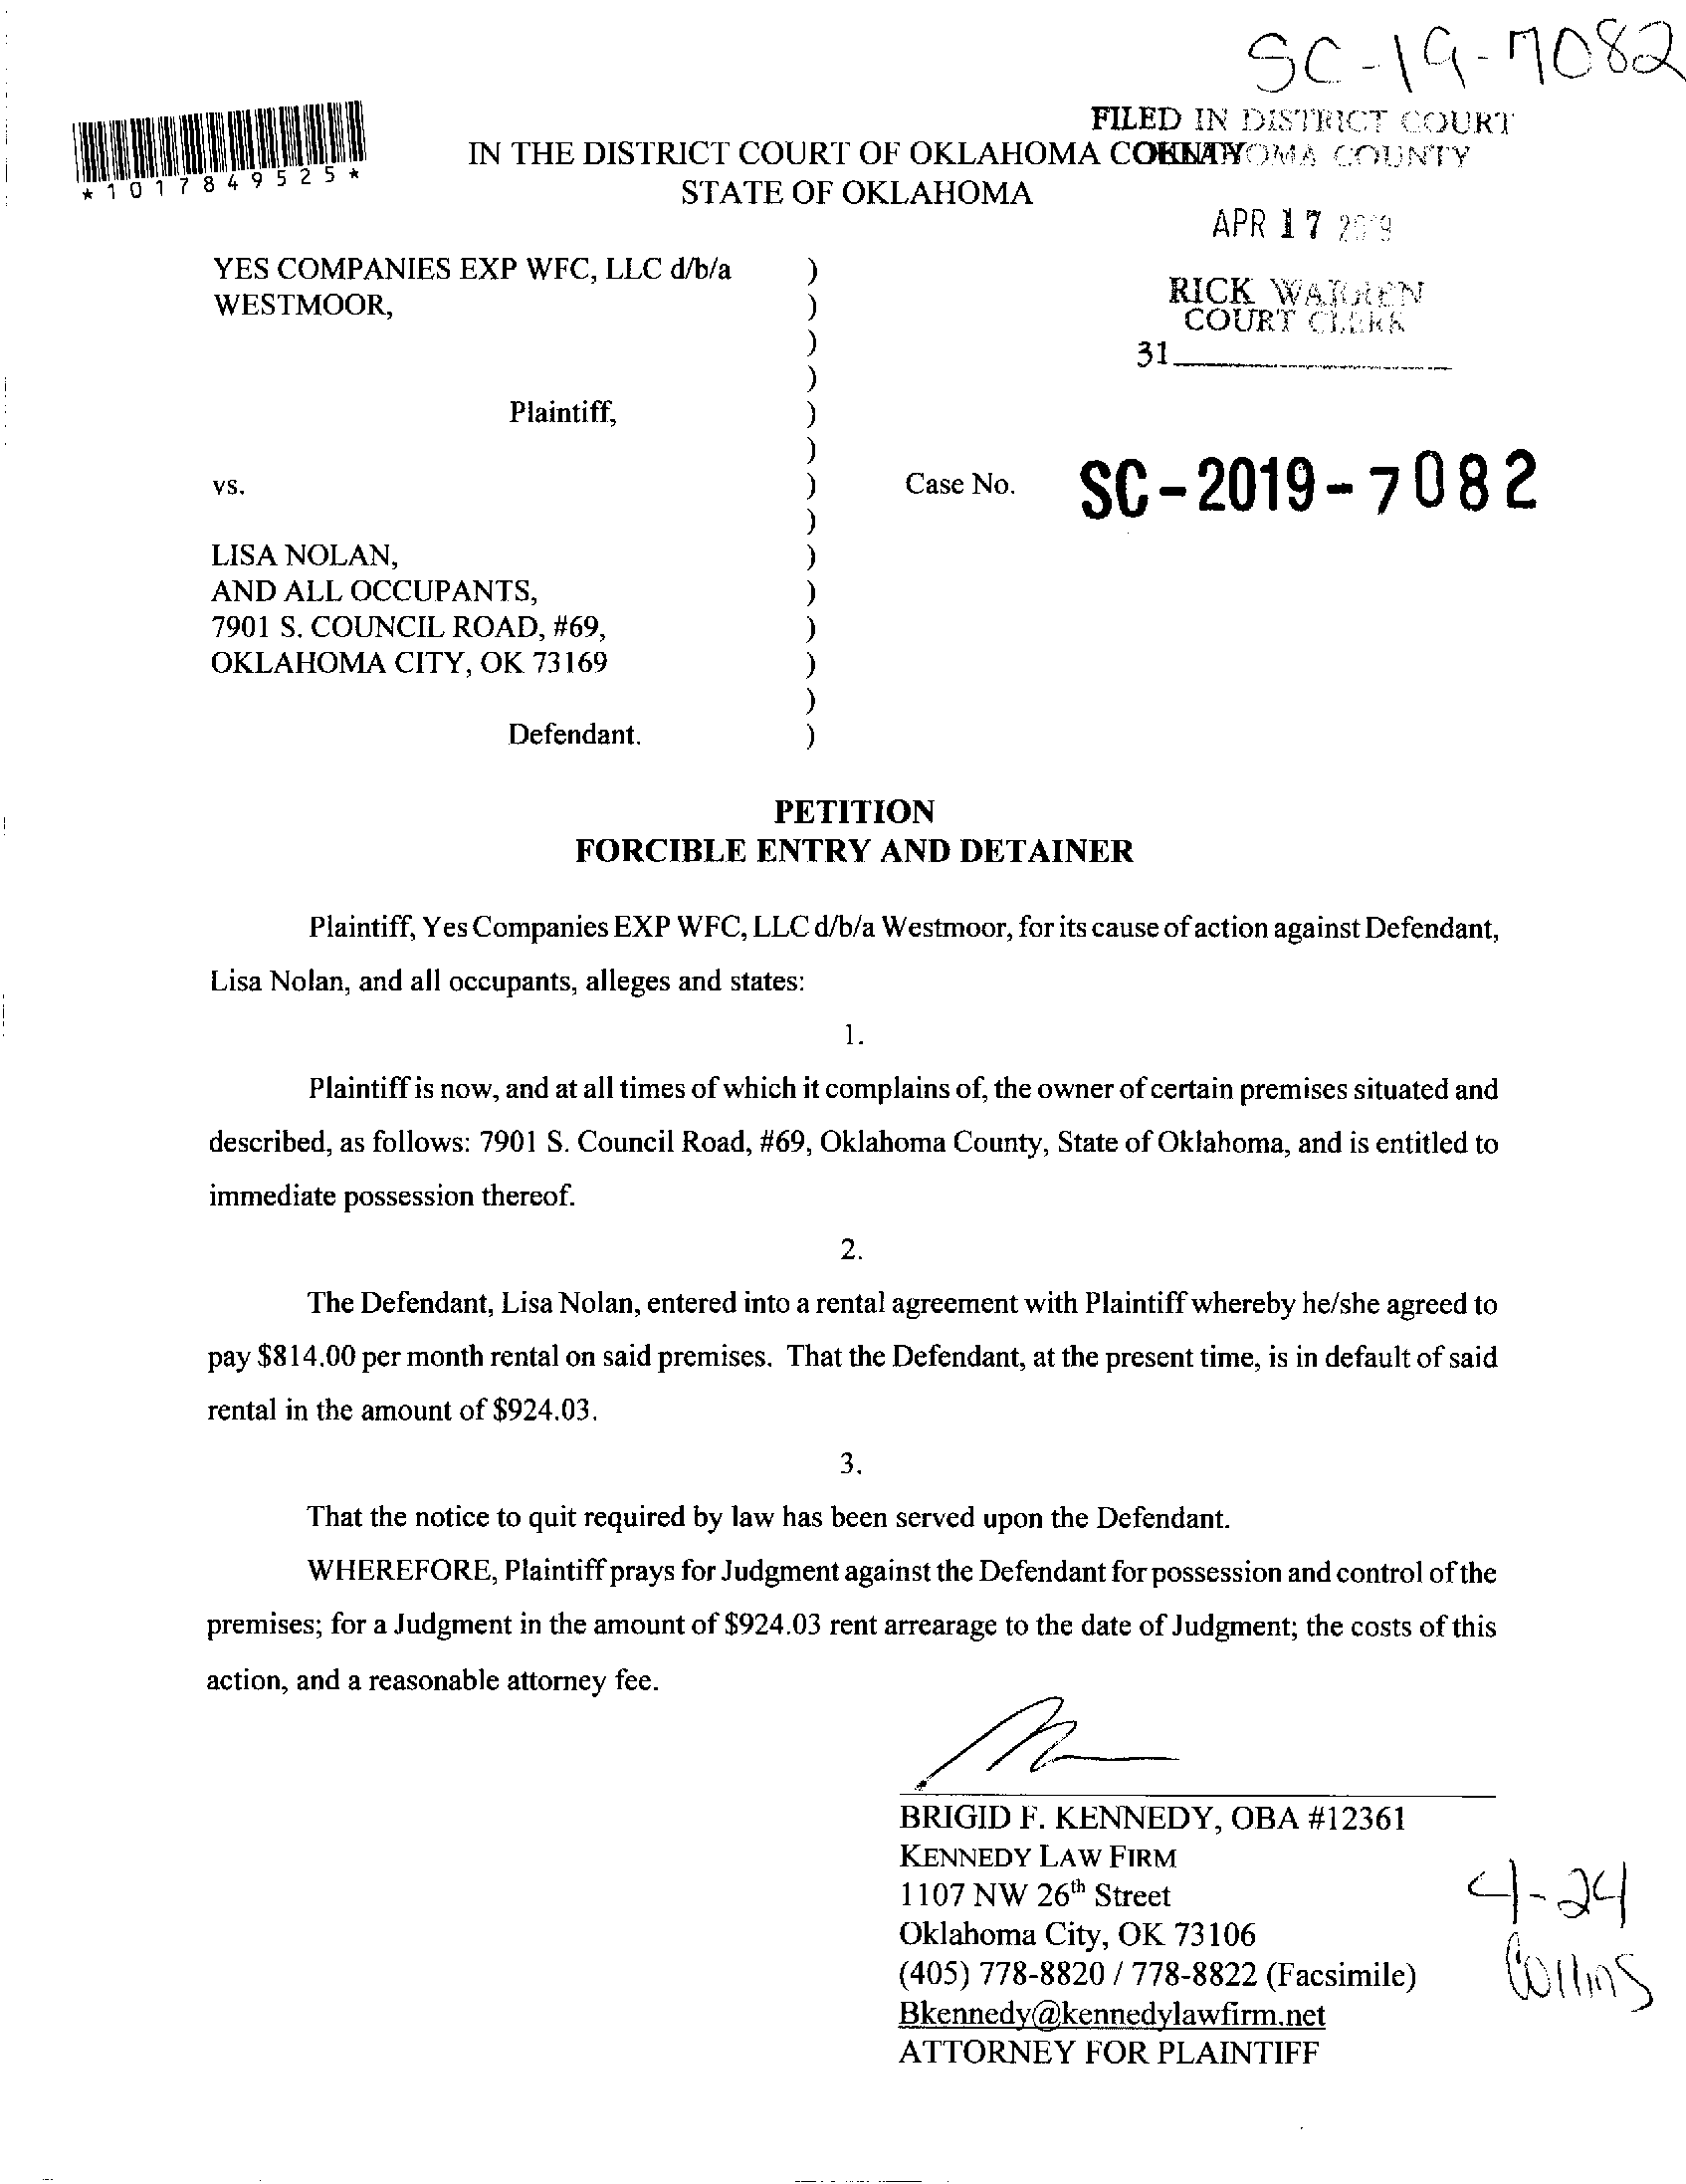 SC-19-7082
FILED IN DISTRICT COURT
OKLAHOMA COUNTY
*1017849525*
IN THE DISTRICT COURT OF OKLAHOMA COUNTY
STATE OF OKLAHOMA
APR 17 2019
RICK WARREN
COURT CLERK
31
YES COMPANIES EXP WFC, LLC d/b/a )
WESTMOOR, )
)
)
Plaintiff, )
)
vs. ) Case No. SC-2019-7082
)
LISA NOLAN, )
AND ALL OCCUPANTS, )
7901 S. COUNCIL ROAD, #69, )
OKLAHOMA CITY, OK 73169 )
)
Defendant. )
PETITION
FORCIBLE ENTRY AND DETAINER
Plaintiff, Yes Companies EXP WFC, LLC d/b/a Westmoor, for its cause of action against Defendant,
Lisa Nolan, and all occupants, alleges and states:
1.
Plaintiff is now, and at all times of which it complains of, the owner of certain premises situated and
described, as follows: 7901 S. Council Road, #69, Oklahoma County, State of Oklahoma, and is entitled to
immediate possession thereof.
2.
The Defendant, Lisa Nolan, entered into a rental agreement with Plaintiff whereby he/she agreed to
pay $814.00 per month rental on said premises. That the Defendant, at the present time, is in default of said
rental in the amount of $924.03.
3.
That the notice to quit required by law has been served upon the Defendant.
WHEREFORE, Plaintiff prays for Judgment against the Defendant for possession and control of the
premises; for a Judgment in the amount of $924.03 rent arrearage to the date of Judgment; the costs of this
action, and a reasonable attorney fee.
BRIGID F. KENNEDY, OBA #12361
KENNEDY LAW FIRM
1107 NW 26th Street
Oklahoma City, OK 73106
(405) 778-8820 / 778-8822 (Facsimile)
Bkennedy@kennedylawfirm.net
ATTORNEY FOR PLAINTIFF
4-24
Collins